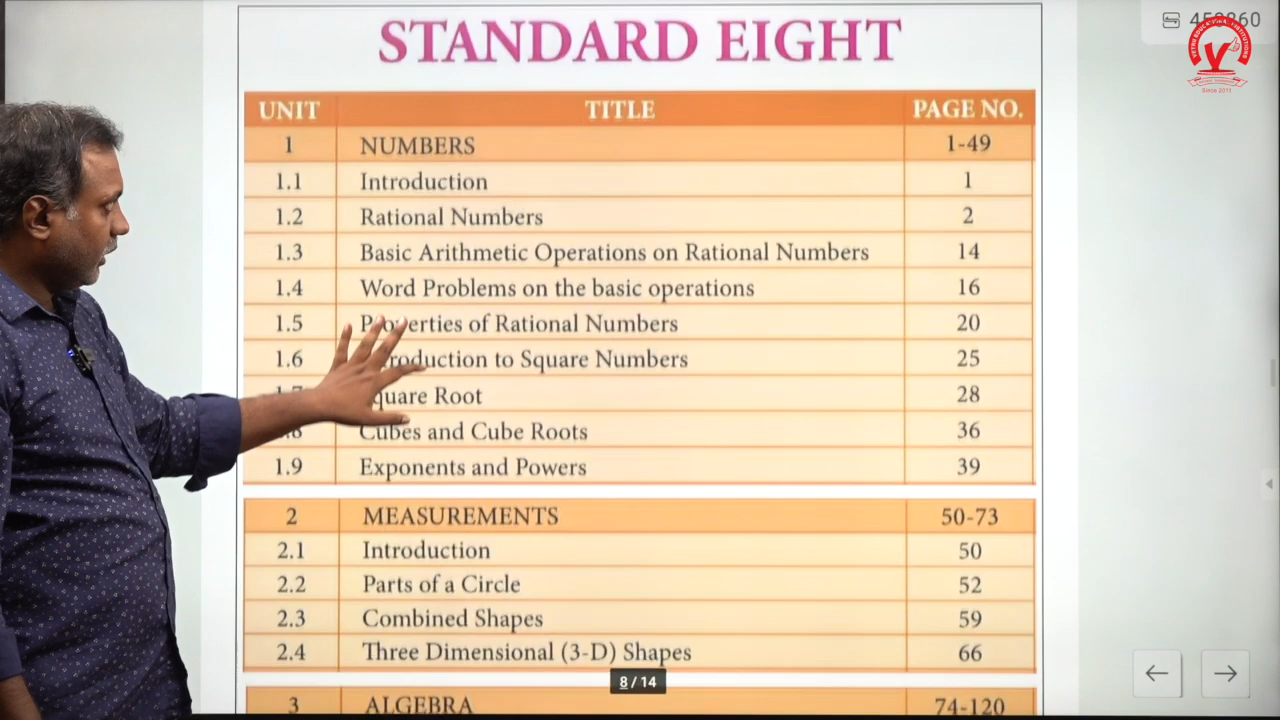 STANDARD EIGHT
UNIT TITLE PAGE NO.
1 NUMBERS 1-49
1.1 Introduction 1
1.2 Rational Numbers 2
1.3 Basic Arithmetic Operations on Rational Numbers 14
1.4 Word Problems on the basic operations 16
1.5 Properties of Rational Numbers 20
1.6 Introduction to Square Numbers 25
Square Root 28
Cubes and Cube Roots 36
1.9 Exponents and Powers 39
2 MEASUREMENTS 50-73
2.1 Introduction 50
2.2 Parts of a Circle 52
2.3 Combined Shapes 59
2.4 Three Dimensional (3-D) Shapes 66
8 / 14
3 ALGEBRA 74-120
Since 2011